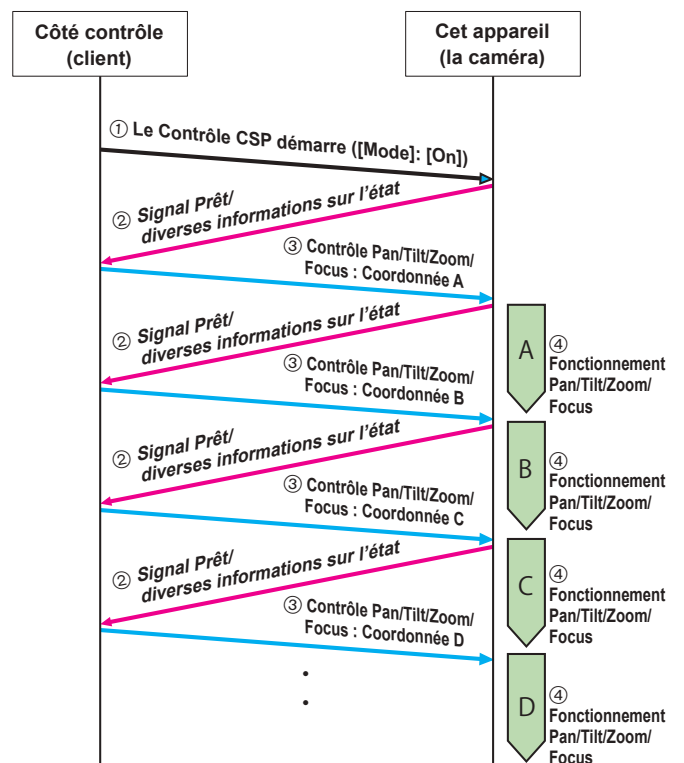 Côté contrôle
(client)
Cet appareil
(la caméra)
① Le Contrôle CSP démarre ([Mode]: [On])
② Signal Prêt/
diverses informations sur l'état
③ Contrôle Pan/Tilt/Zoom/
Focus : Coordonnée A
② Signal Prêt/
diverses informations sur l'état
A
④
Fonctionnement
Pan/Tilt/Zoom/
Focus
③ Contrôle Pan/Tilt/Zoom/
Focus : Coordonnée B
② Signal Prêt/
diverses informations sur l'état
B
④
Fonctionnement
Pan/Tilt/Zoom/
Focus
③ Contrôle Pan/Tilt/Zoom/
Focus : Coordonnée C
② Signal Prêt/
diverses informations sur l'état
C
④
Fonctionnement
Pan/Tilt/Zoom/
Focus
③ Contrôle Pan/Tilt/Zoom/
Focus : Coordonnée D
D
④
Fonctionnement
Pan/Tilt/Zoom/
Focus